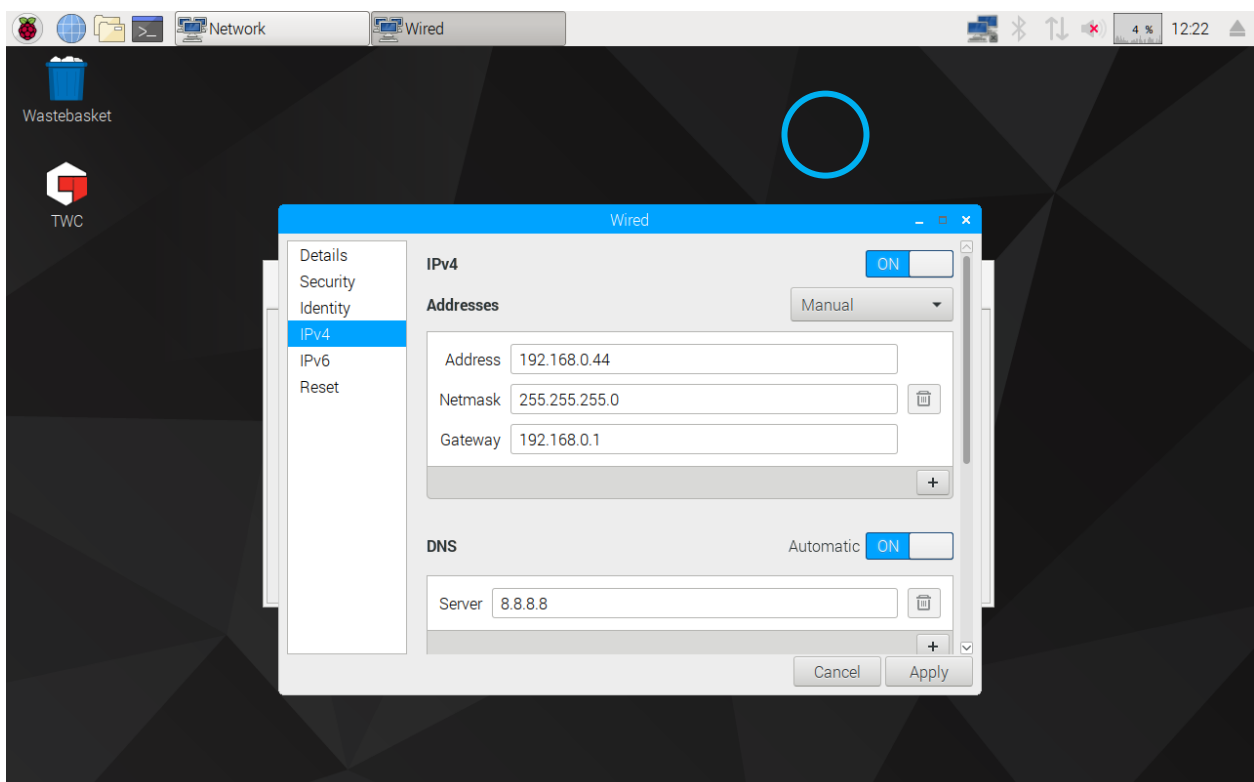 Network
Wired
4 %
12:22
Wastebasket
TWC
Wired
Details
Security
Identity
IPv4
IPv6
Reset
IPv4
ON
Addresses
Manual
Address 192.168.0.44
Netmask 255.255.255.0
Gateway 192.168.0.1
+
DNS
Automatic ON
Server 8.8.8.8
+
Cancel
Apply